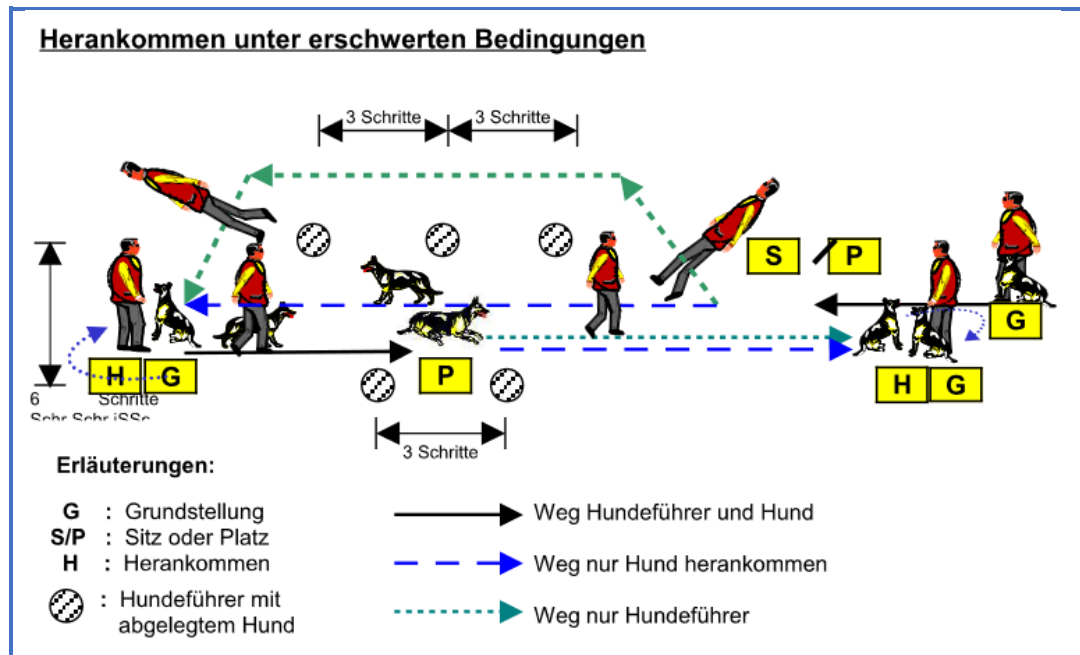 Herankommen unter erschwerten Bedingungen
3 Schritte 3 Schritte
S P
G
H G P H G
6 Schritte
3 Schritte
Erläuterungen:
G : Grundstellung
S/P : Sitz oder Platz
H : Herankommen
: Hundeführer mit
abgelegtem Hund
Weg Hundeführer und Hund
Weg nur Hund herankommen
Weg nur Hundeführer